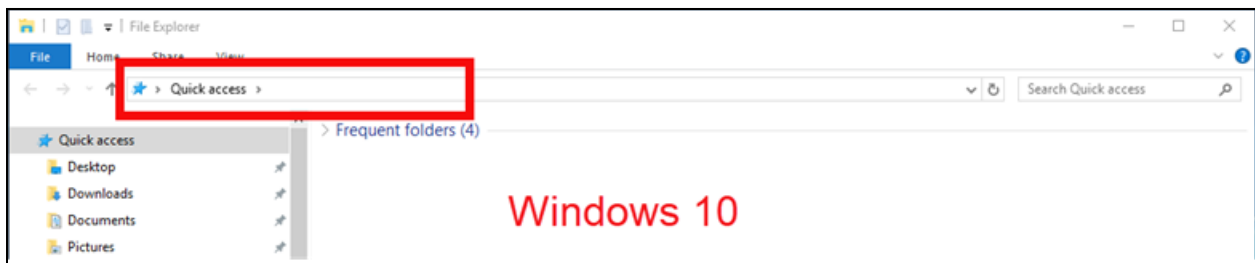 File Explorer
File Home Share View
Quick access
Search Quick access
Quick access
Frequent folders (4)
Desktop
Downloads
Documents
Pictures
Windows 10